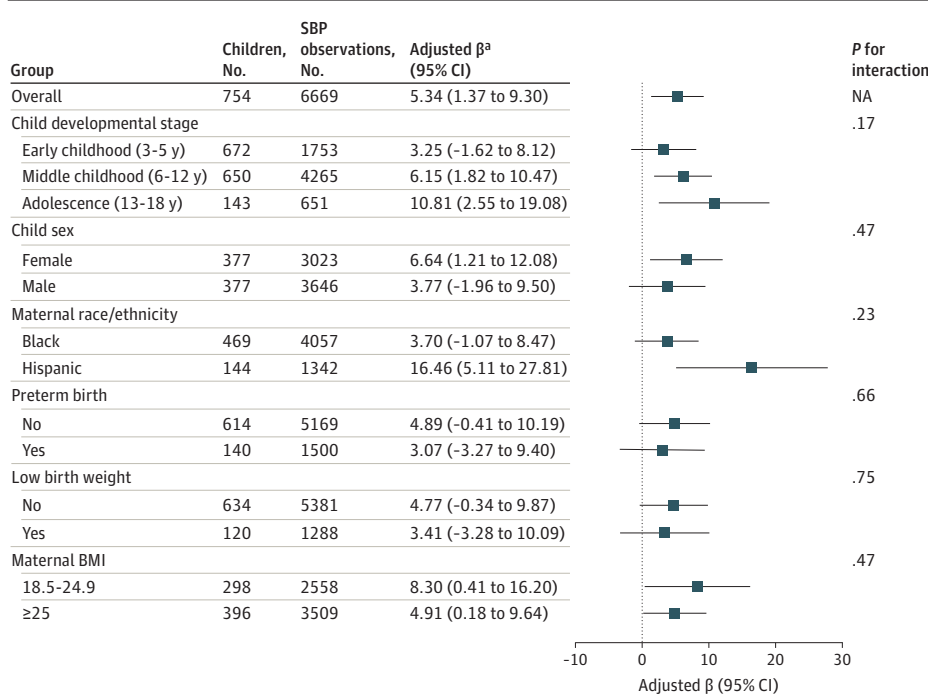 Group Children, No. SBP observations, No. Adjusted βᵃ (95% CI) P for interaction
Overall 754 6669 5.34 (1.37 to 9.30) NA
Child developmental stage .17
Early childhood (3-5 y) 672 1753 3.25 (-1.62 to 8.12)
Middle childhood (6-12 y) 650 4265 6.15 (1.82 to 10.47)
Adolescence (13-18 y) 143 651 10.81 (2.55 to 19.08)
Child sex .47
Female 377 3023 6.64 (1.21 to 12.08)
Male 377 3646 3.77 (-1.96 to 9.50)
Maternal race/ethnicity .23
Black 469 4057 3.70 (-1.07 to 8.47)
Hispanic 144 1342 16.46 (5.11 to 27.81)
Preterm birth .66
No 614 5169 4.89 (-0.41 to 10.19)
Yes 140 1500 3.07 (-3.27 to 9.40)
Low birth weight .75
No 634 5381 4.77 (-0.34 to 9.87)
Yes 120 1288 3.41 (-3.28 to 10.09)
Maternal BMI .47
18.5-24.9 298 2558 8.30 (0.41 to 16.20)
≥25 396 3509 4.91 (0.18 to 9.64)
-10 0 10 20 30
Adjusted β (95% CI)